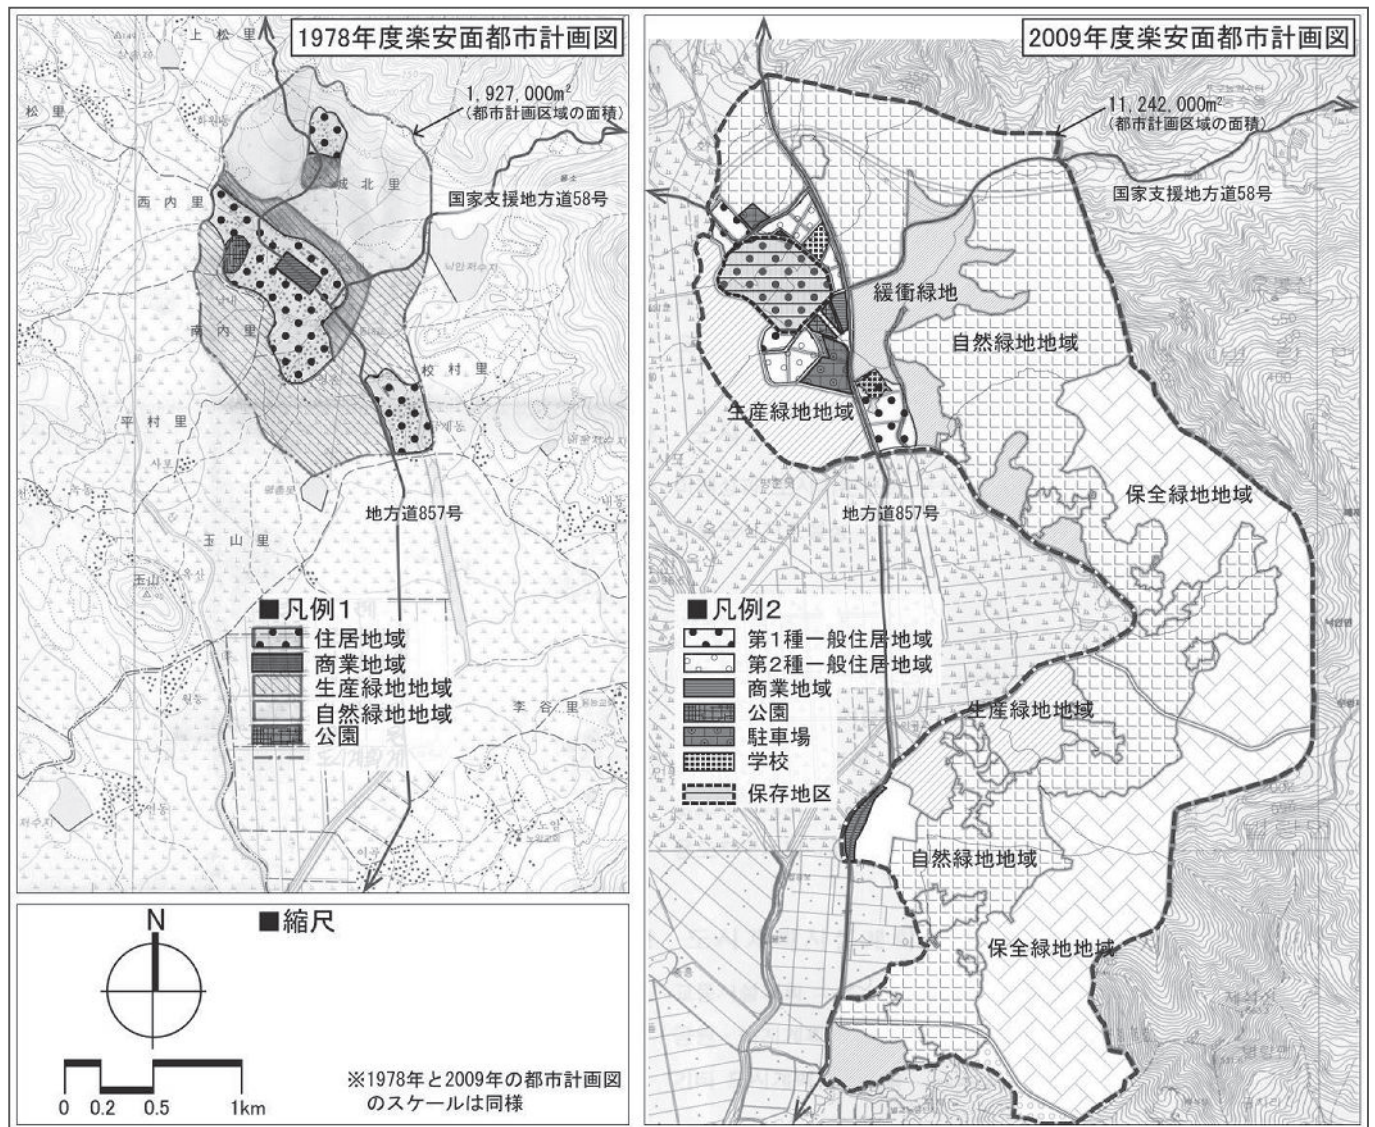 1978年度楽安面都市計画図
上松里
1,927,000m²
(都市計画区域の面積)
松里
城北里
西内里
国家支援地方道58号
낙안저수지
南内里
校村里
平村里
地方道857号
玉山里
玉山
■凡例1
住居地域
商業地域
生産緑地地域
自然緑地地域
公園
李谷里
이곡
N
■縮尺
0 0.2 0.5 1km
※1978年と2009年の都市計画図
のスケールは同様
2009年度楽安面都市計画図
11,242,000m²
(都市計画区域の面積)
国家支援地方道58号
緩衝緑地
自然緑地地域
生産緑地地域
保全緑地地域
地方道857号
■凡例2
第1種一般住居地域
第2種一般住居地域
商業地域
公園
駐車場
学校
保存地区
生産緑地地域
自然緑地地域
保全緑地地域